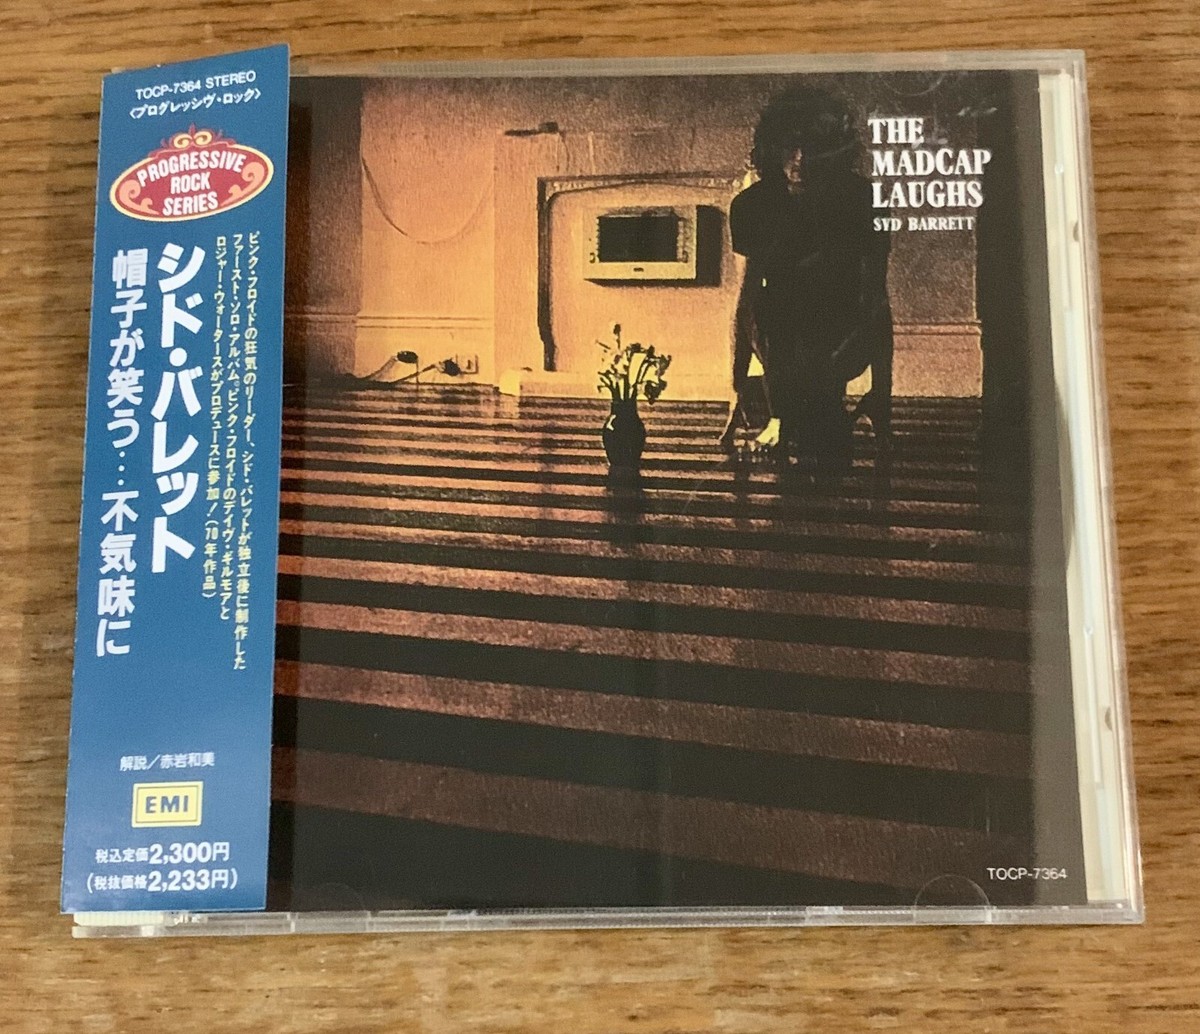 TOCP-7364 STEREO
〈プログレッシヴ・ロック〉
PROGRESSIVE
ROCK
SERIES
シド・バレット
帽子が笑う…不気味に
ピンク・フロイドの狂気のリーダー、シド・バレットが独立後に制作した
ファースト・ソロ・アルバム。ピンク・フロイドのデイヴ・ギルモアと
ロジャー・ウォータースがプロデュースに参加!(70年作品)
解説/赤岩和美
EMI
税込定価2,300円
(税抜価格2,233円)
THE
MADCAP
LAUGHS
SYD BARRETT
TOCP-7364